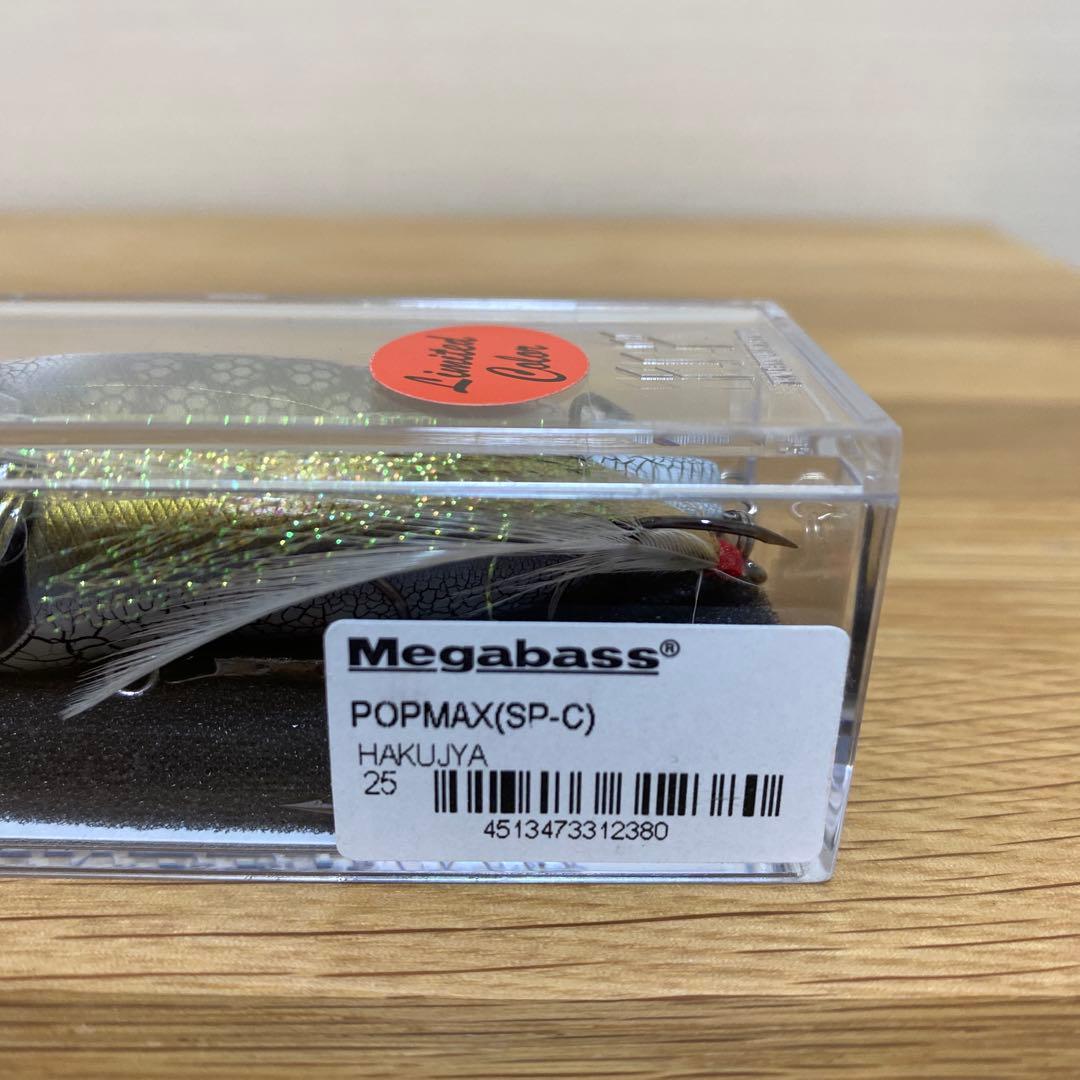 Limited
Color
Megabass®
POPMAX(SP-C)
HAKUJYA
25
4513473312380